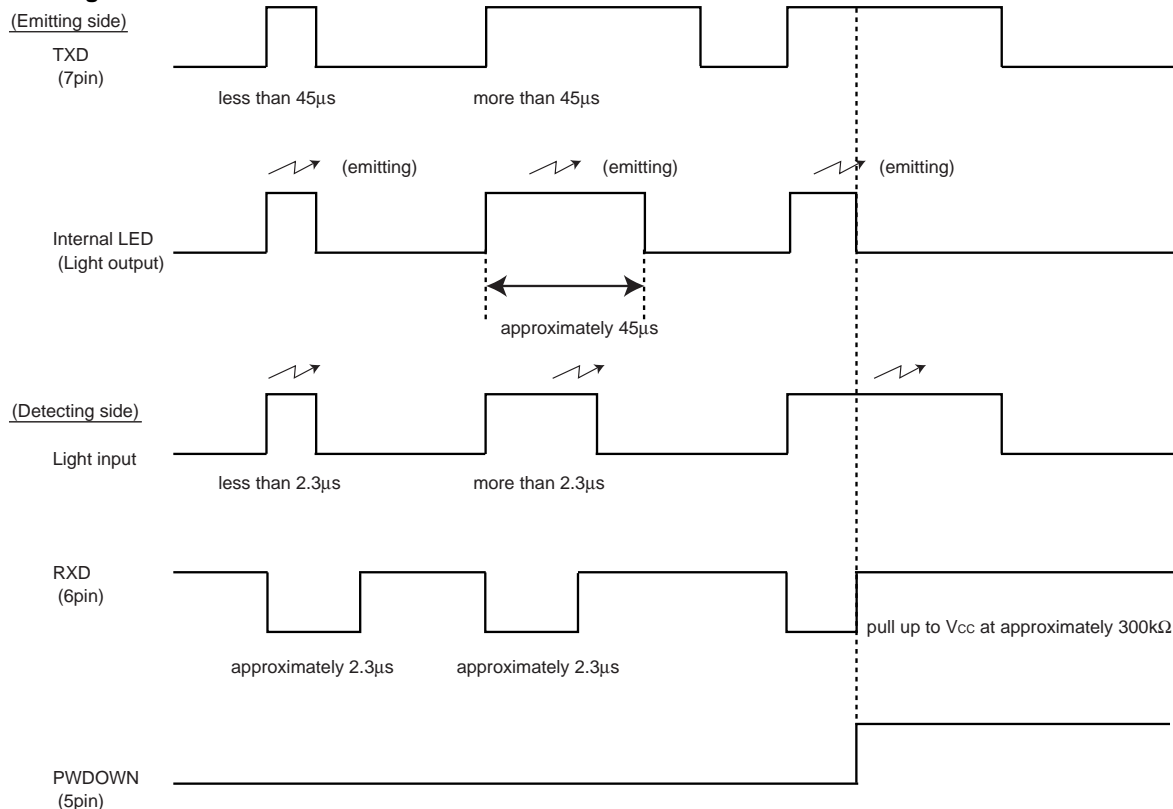 (Emitting side)
TXD
(7pin)
less than 45μs
more than 45μs
(emitting)
(emitting)
(emitting)
Internal LED
(Light output)
approximately 45μs
(Detecting side)
Light input
less than 2.3μs
more than 2.3μs
RXD
(6pin)
pull up to VCC at approximately 300kΩ
approximately 2.3μs
approximately 2.3μs
PWDOWN
(5pin)